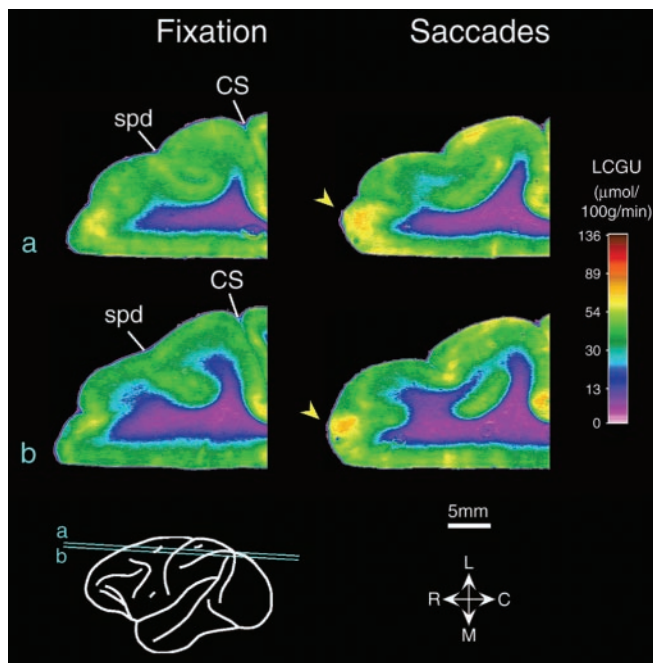 Fixation Saccades
CS
spd
LCGU
(μmol/
100g/min)
136
89
54
30
13
0
a
CS
spd
b
a
b
5mm
L
R C
M